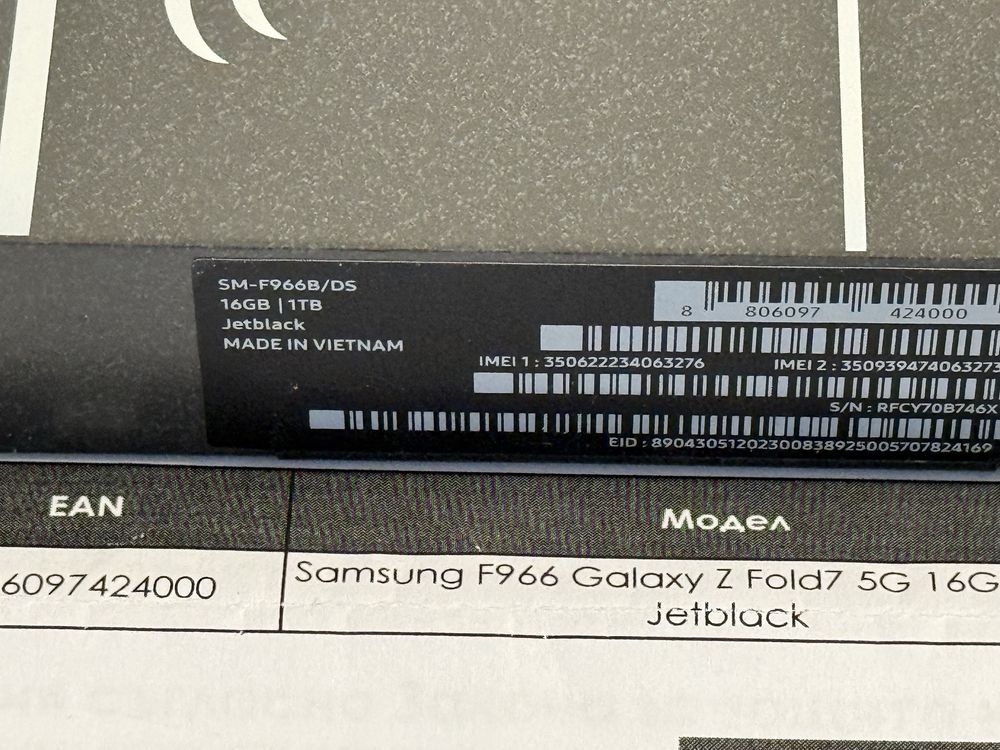 SM-F966B/DS
16GB | 1TB
Jetblack
MADE IN VIETNAM
8 806097 424000
IMEI 1 : 350622234063276
IMEI 2 : 350939474063273
S/N : RFCY70B746X
EID : 89043051202300838925005707824169
EAN
Модел
6097424000
Samsung F966 Galaxy Z Fold7 5G 16G
Jetblack